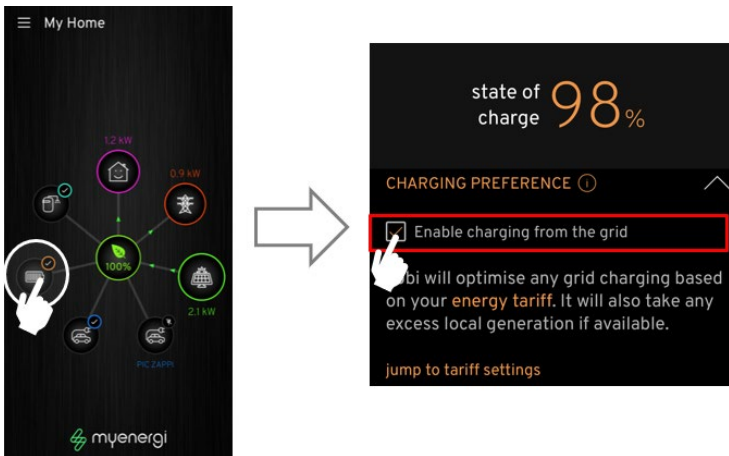 My Home
1.2 kW
0.9 kW
100%
2.1 kW
PIC ZAPPI
myenergi
state of
charge 98%
CHARGING PREFERENCE i
Enable charging from the grid
bi will optimise any grid charging based
on your energy tariff. It will also take any
excess local generation if available.
jump to tariff settings